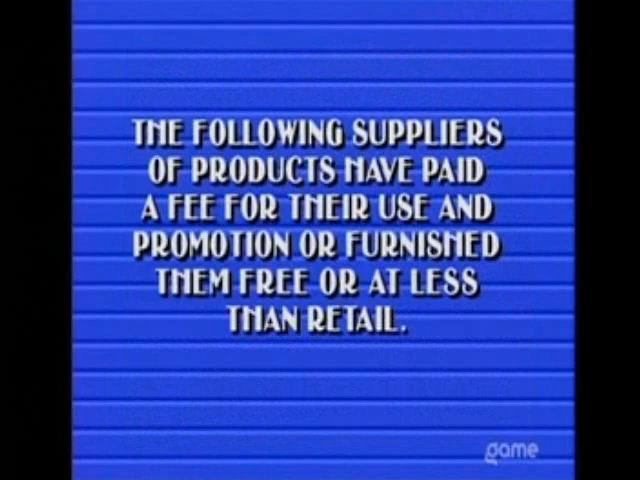 THE FOLLOWING SUPPLIERS
OF PRODUCTS HAVE PAID
A FEE FOR THEIR USE AND
PROMOTION OR FURNISHED
THEM FREE OR AT LESS
THAN RETAIL.
game